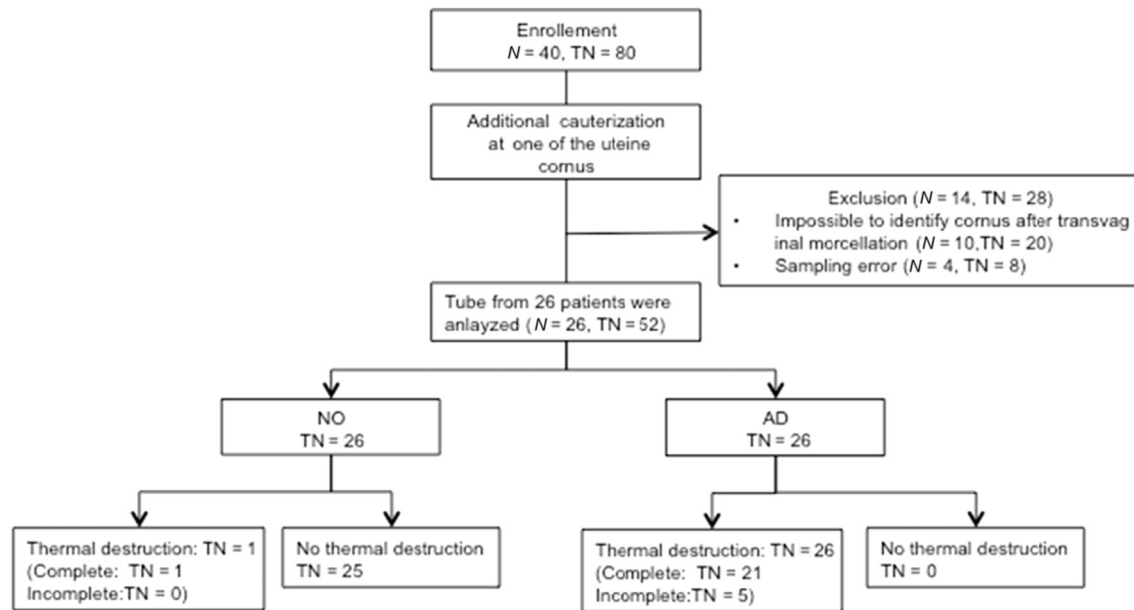 Enrollement
N = 40, TN = 80
Additional cauterization
at one of the uteine
cornus
Exclusion (N = 14, TN = 28)
• Impossible to identify cornus after transvag
inal morcellation (N = 10,TN = 20)
• Sampling error (N = 4, TN = 8)
Tube from 26 patients were
anlayzed (N = 26, TN = 52)
NO
TN = 26
AD
TN = 26
Thermal destruction: TN = 1
(Complete: TN = 1
Incomplete:TN = 0)
No thermal destruction
TN = 25
Thermal destruction: TN = 26
(Complete: TN = 21
Incomplete:TN = 5)
No thermal destruction
TN = 0